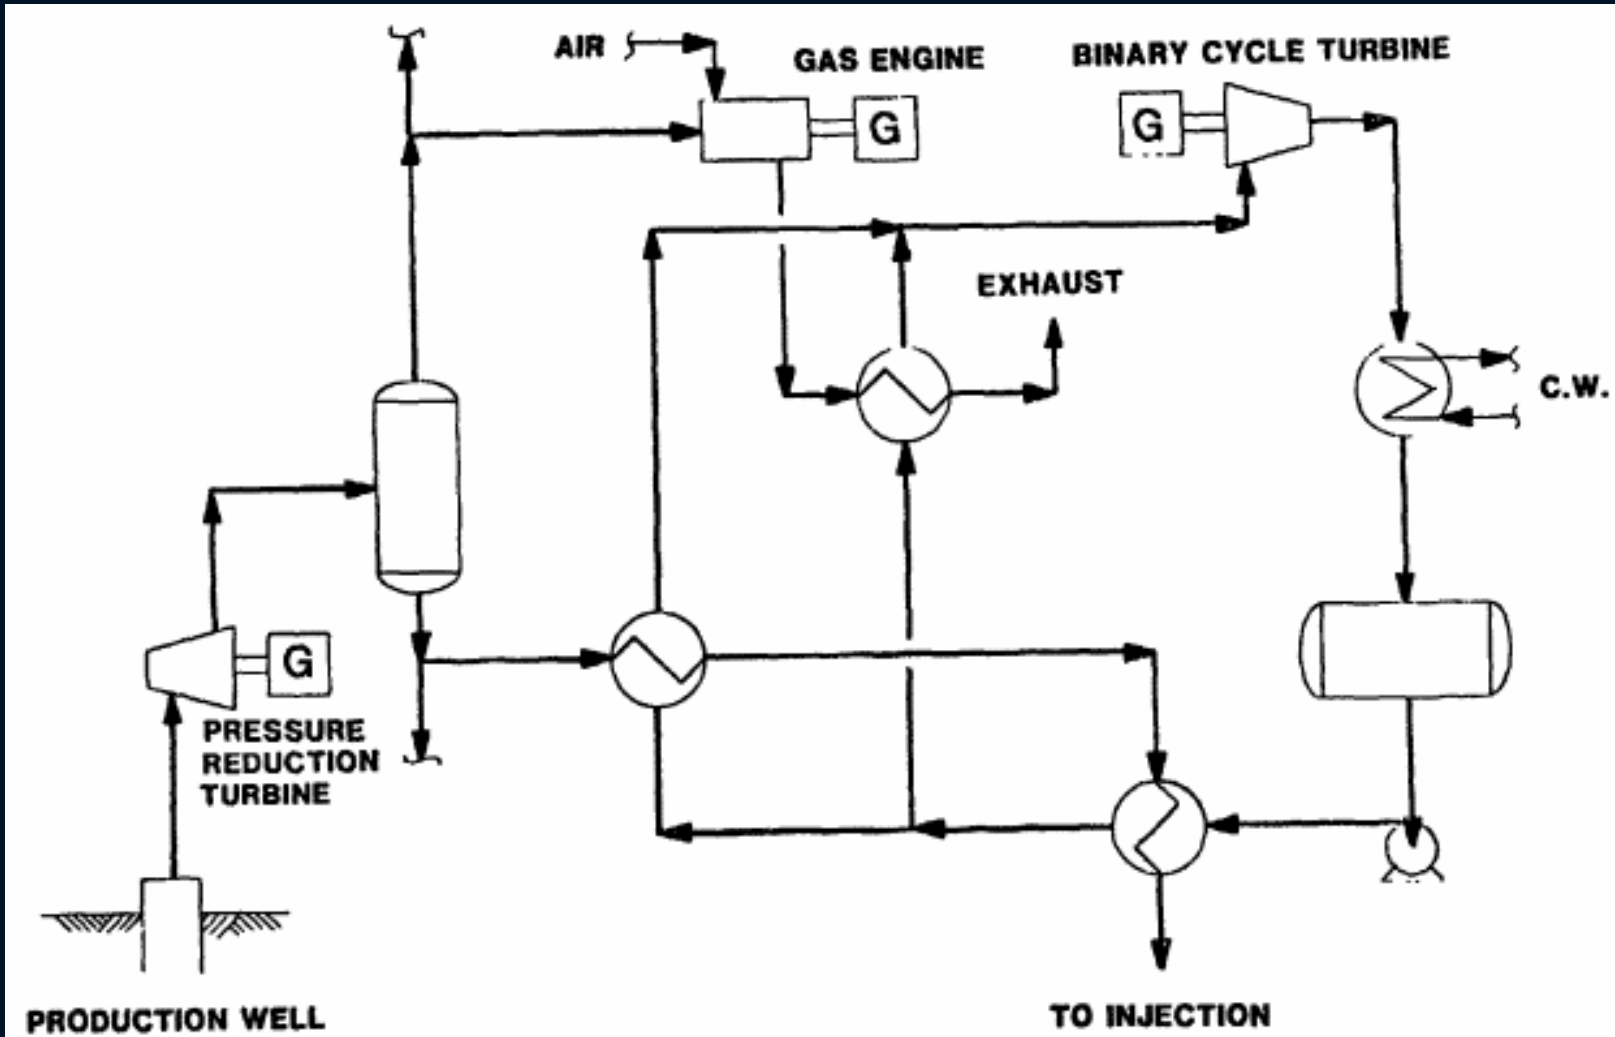 AIR
GAS ENGINE
BINARY CYCLE TURBINE
G
G
EXHAUST
C.W.
G
PRESSURE
REDUCTION
TURBINE
PRODUCTION WELL
TO INJECTION